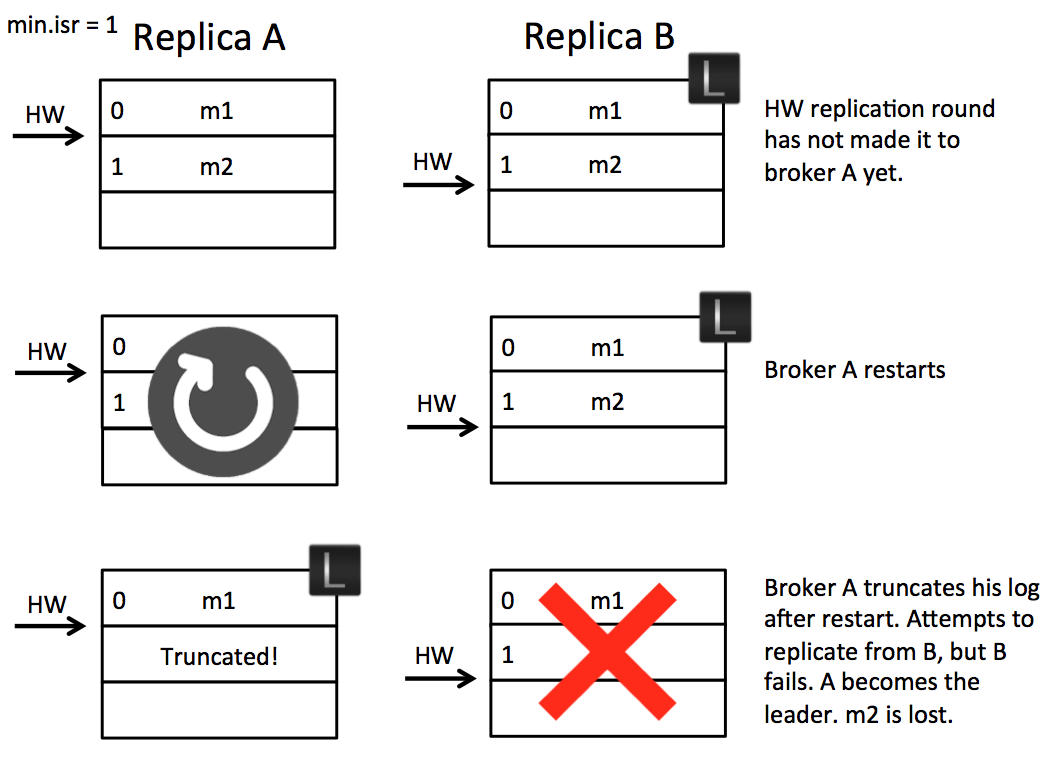 min.isr = 1
Replica A
Replica B
HW
0 m1
1 m2
HW
0 m1
1 m2
L
HW replication round
has not made it to
broker A yet.
HW
0
1
HW
0 m1
1 m2
L
Broker A restarts
HW
0 m1
Truncated!
L
HW
0 m1
1
Broker A truncates his log
after restart. Attempts to
replicate from B, but B
fails. A becomes the
leader. m2 is lost.